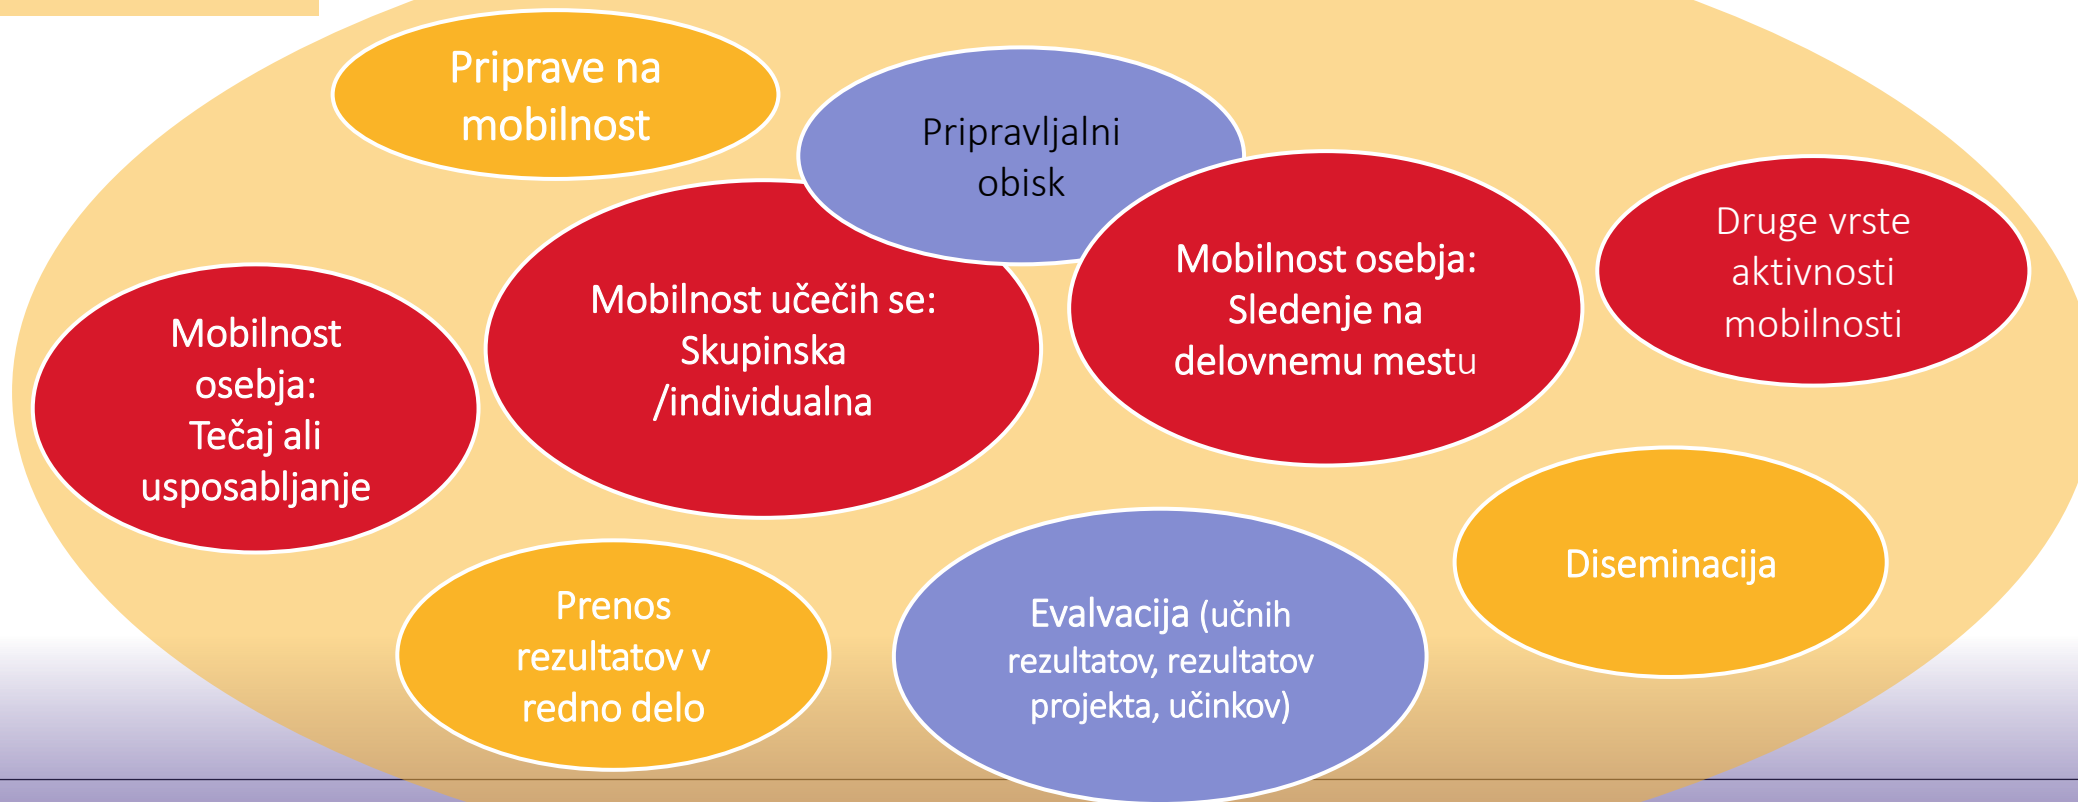 Priprave na
mobilnost
Pripravljalni
obisk
Mobilnost
osebja:
Tečaj ali
usposabljanje
Mobilnost učečih se:
Skupinska
/individualna
Mobilnost osebja:
Sledenje na
delovnemu mestu
Druge vrste
aktivnosti
mobilnosti
Prenos
rezultatov v
redno delo
Evalvacija (učnih
rezultatov, rezultatov
projekta, učinkov)
Diseminacija